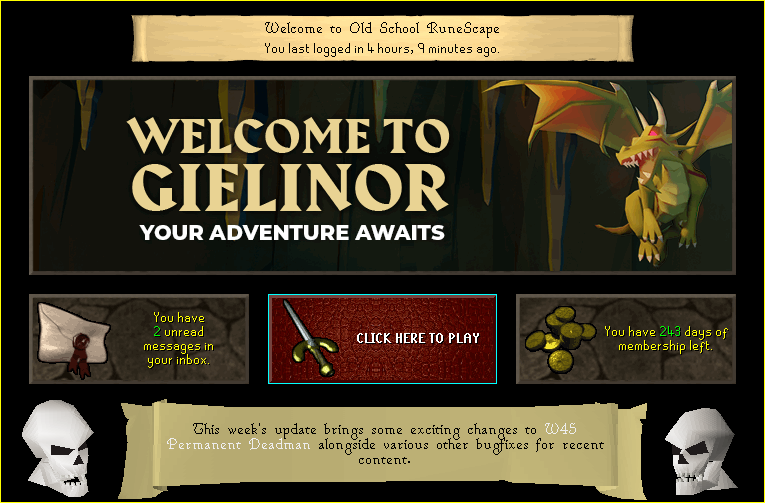 Welcome to Old School RuneScape
You last logged in 4 hours, 9 minutes ago.
WELCOME TO
GIELINOR
YOUR ADVENTURE AWAITS
You have
2 unread
messages in
your inbox.
CLICK HERE TO PLAY
You have 243 days of
membership left.
This week's update brings some exciting changes to W45
Permanent Deadman alongside various other bugfixes for recent
content.